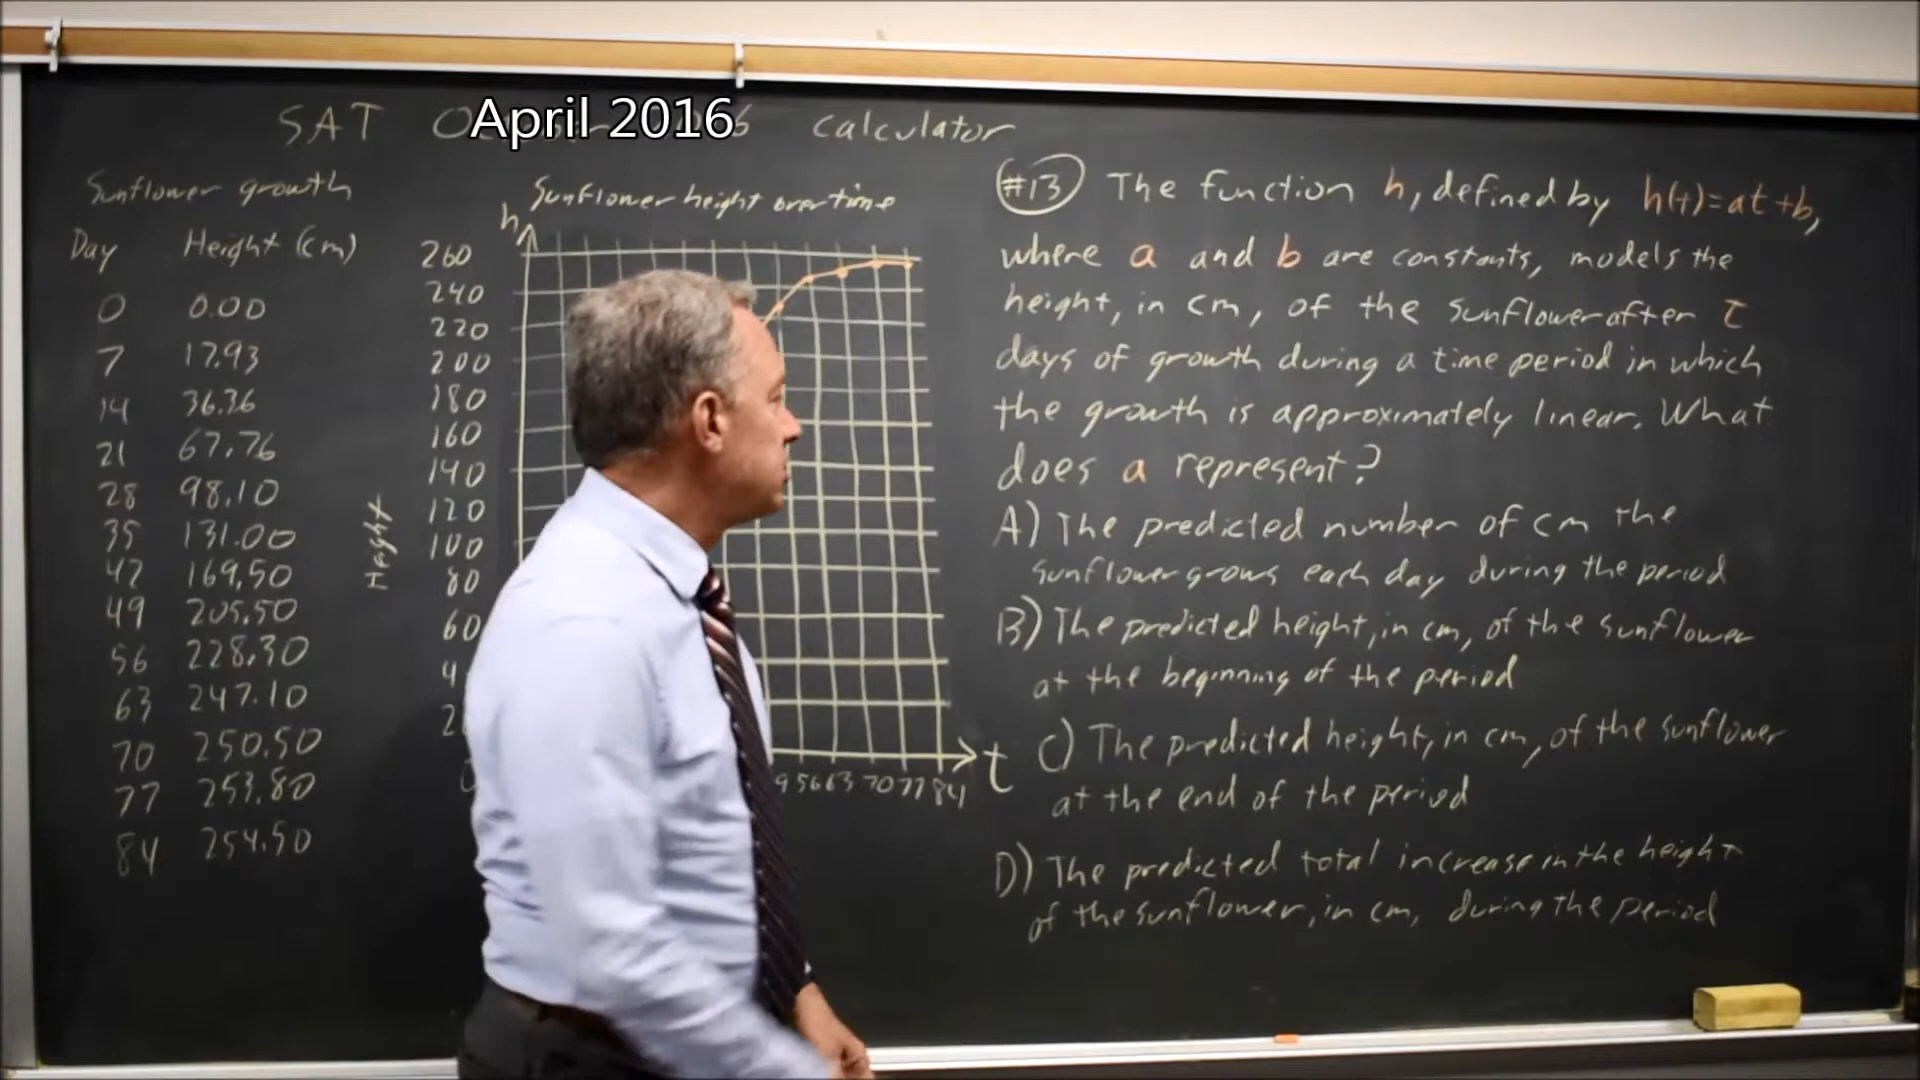 SAT April 2016 calculator
Sunflower growth
Day Height (cm)
0 0.00
7 17.93
14 36.36
21 67.76
28 98.10
35 131.00
42 169.50
49 205.50
56 228.30
63 247.10
70 250.50
77 253.80
84 254.50
Sunflower height over time
h
260
240
220
200
180
160
140
120
100
80
60
Height
9 56 63 70 77 84 t
#13 The function h, defined by h(t)=at+b,
where a and b are constants, models the
height, in cm, of the sunflower after t
days of growth during a time period in which
the growth is approximately linear. What
does a represent?
A) The predicted number of cm the
sunflower grows each day during the period
B) The predicted height, in cm, of the sunflower
at the beginning of the period
C) The predicted height, in cm, of the sunflower
at the end of the period
D) The predicted total increase in the height
of the sunflower, in cm, during the period